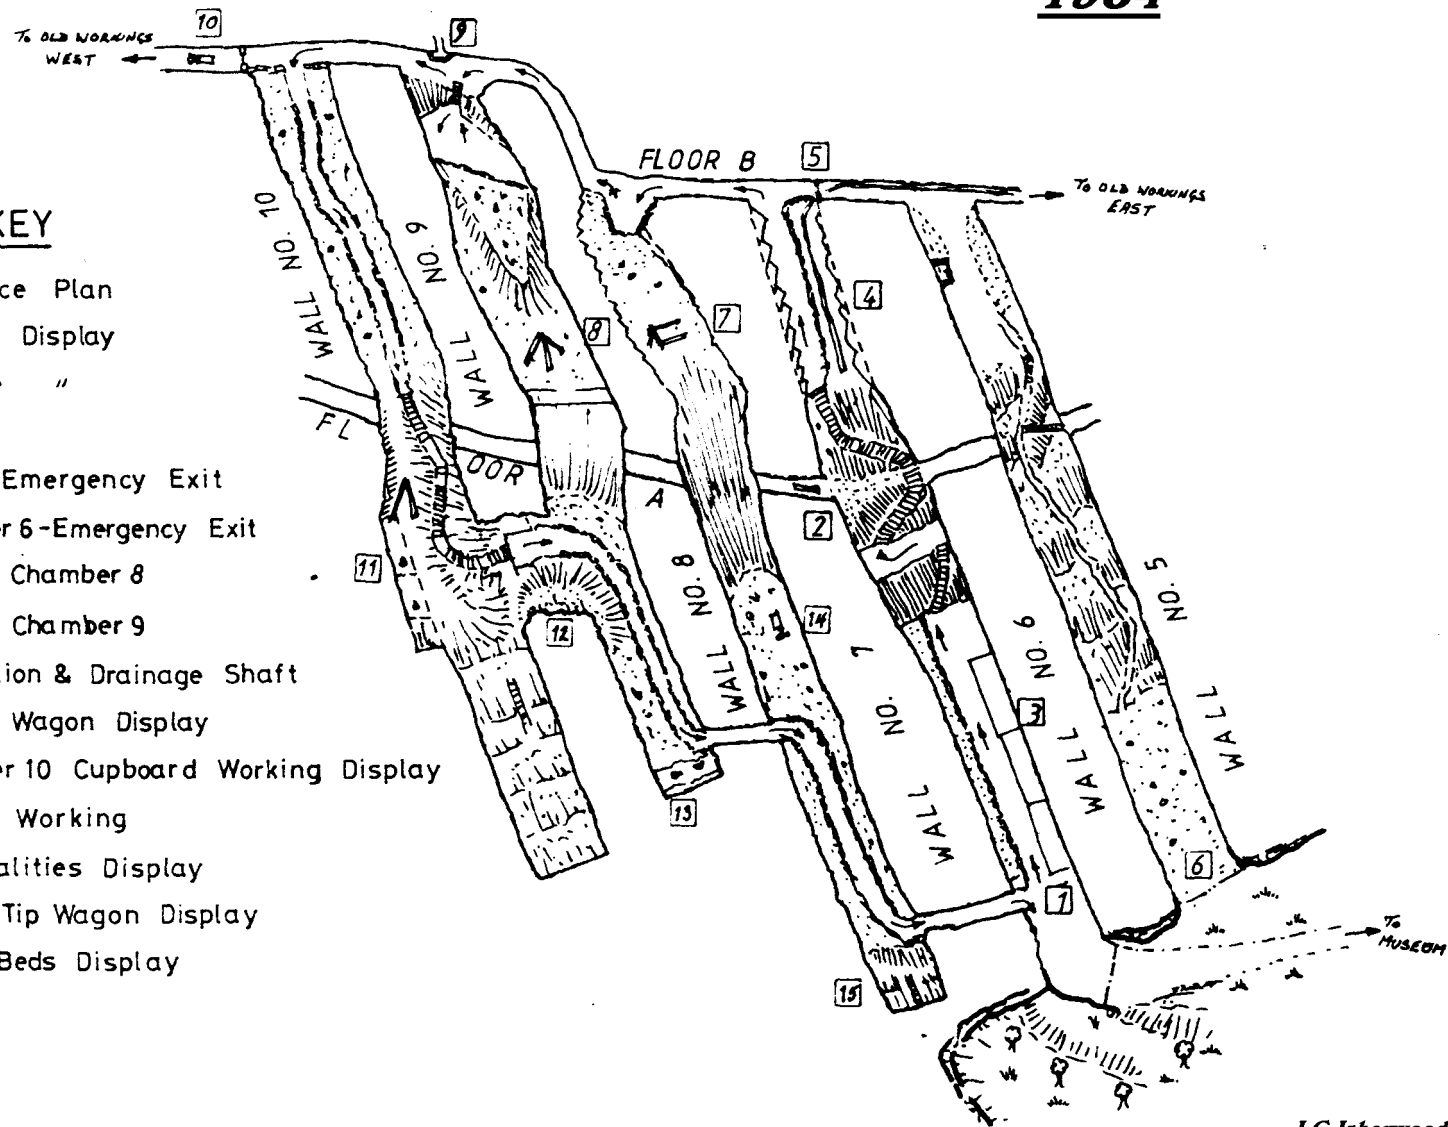 10
9
To OLD WORKINGS
WEST
FLOOR B
5
To OLD WORKINGS
EAST
KEY
ce Plan
Display
"
Emergency Exit
er 6-Emergency Exit
Chamber 8
Chamber 9
ion & Drainage Shaft
Wagon Display
er 10 Cupboard Working Display
Working
alities Display
Tip Wagon Display
Beds Display
WALL NO. 10
WALL NO. 9
8
7
4
FLOOR A
2
11
12
WALL NO. 8
14
WALL NO. 7
3
WALL NO. 6
WALL NO. 5
13
6
1
15
To
MUSEUM